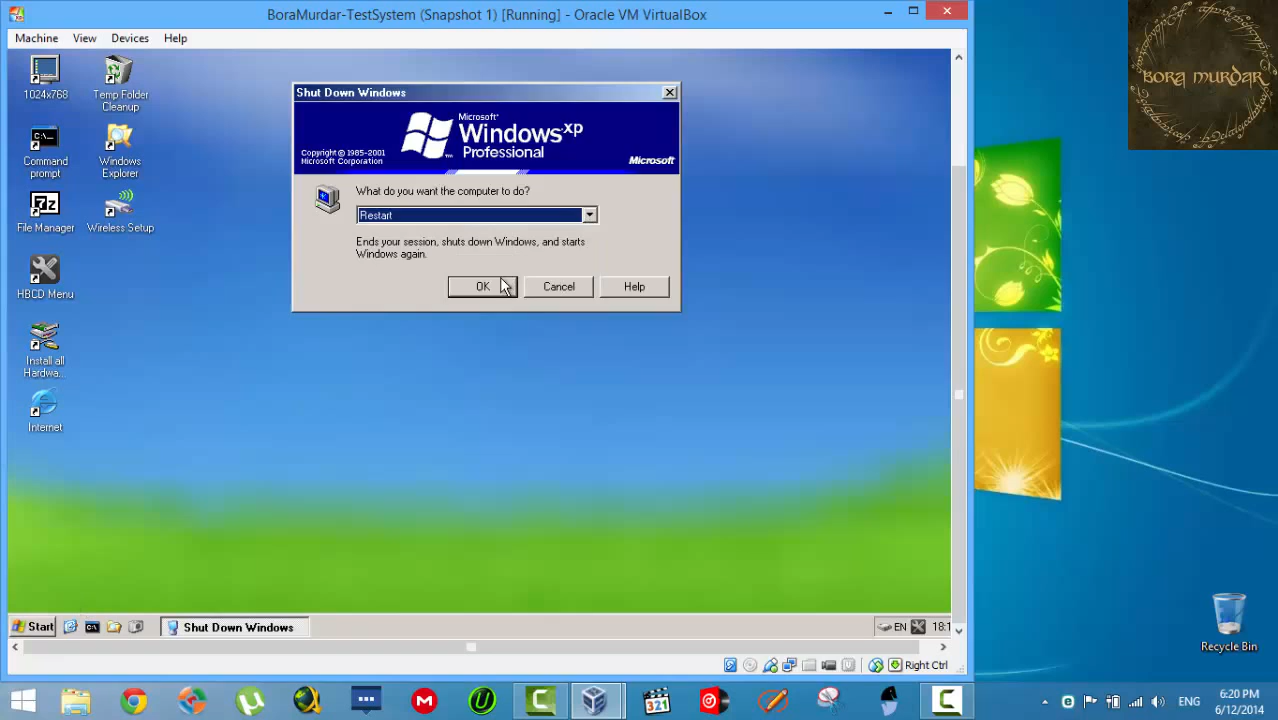 BoraMurdar-TestSystem (Snapshot 1) [Running] - Oracle VM VirtualBox
Machine View Devices Help
BORA MURDAR
1024x768
Temp Folder
Cleanup
Command
prompt
Windows
Explorer
File Manager
Wireless Setup
HBCD Menu
Install all
Hardwa...
Internet
Shut Down Windows
Copyright © 1985-2001
Microsoft Corporation
Microsoft®
Windows xp
Professional
Microsoft
What do you want the computer to do?
Restart
Ends your session, shuts down Windows, and starts
Windows again.
OK Cancel Help
Start
Shut Down Windows
EN
18:1
Right Ctrl
Recycle Bin
321
ENG
6:20 PM
6/12/2014